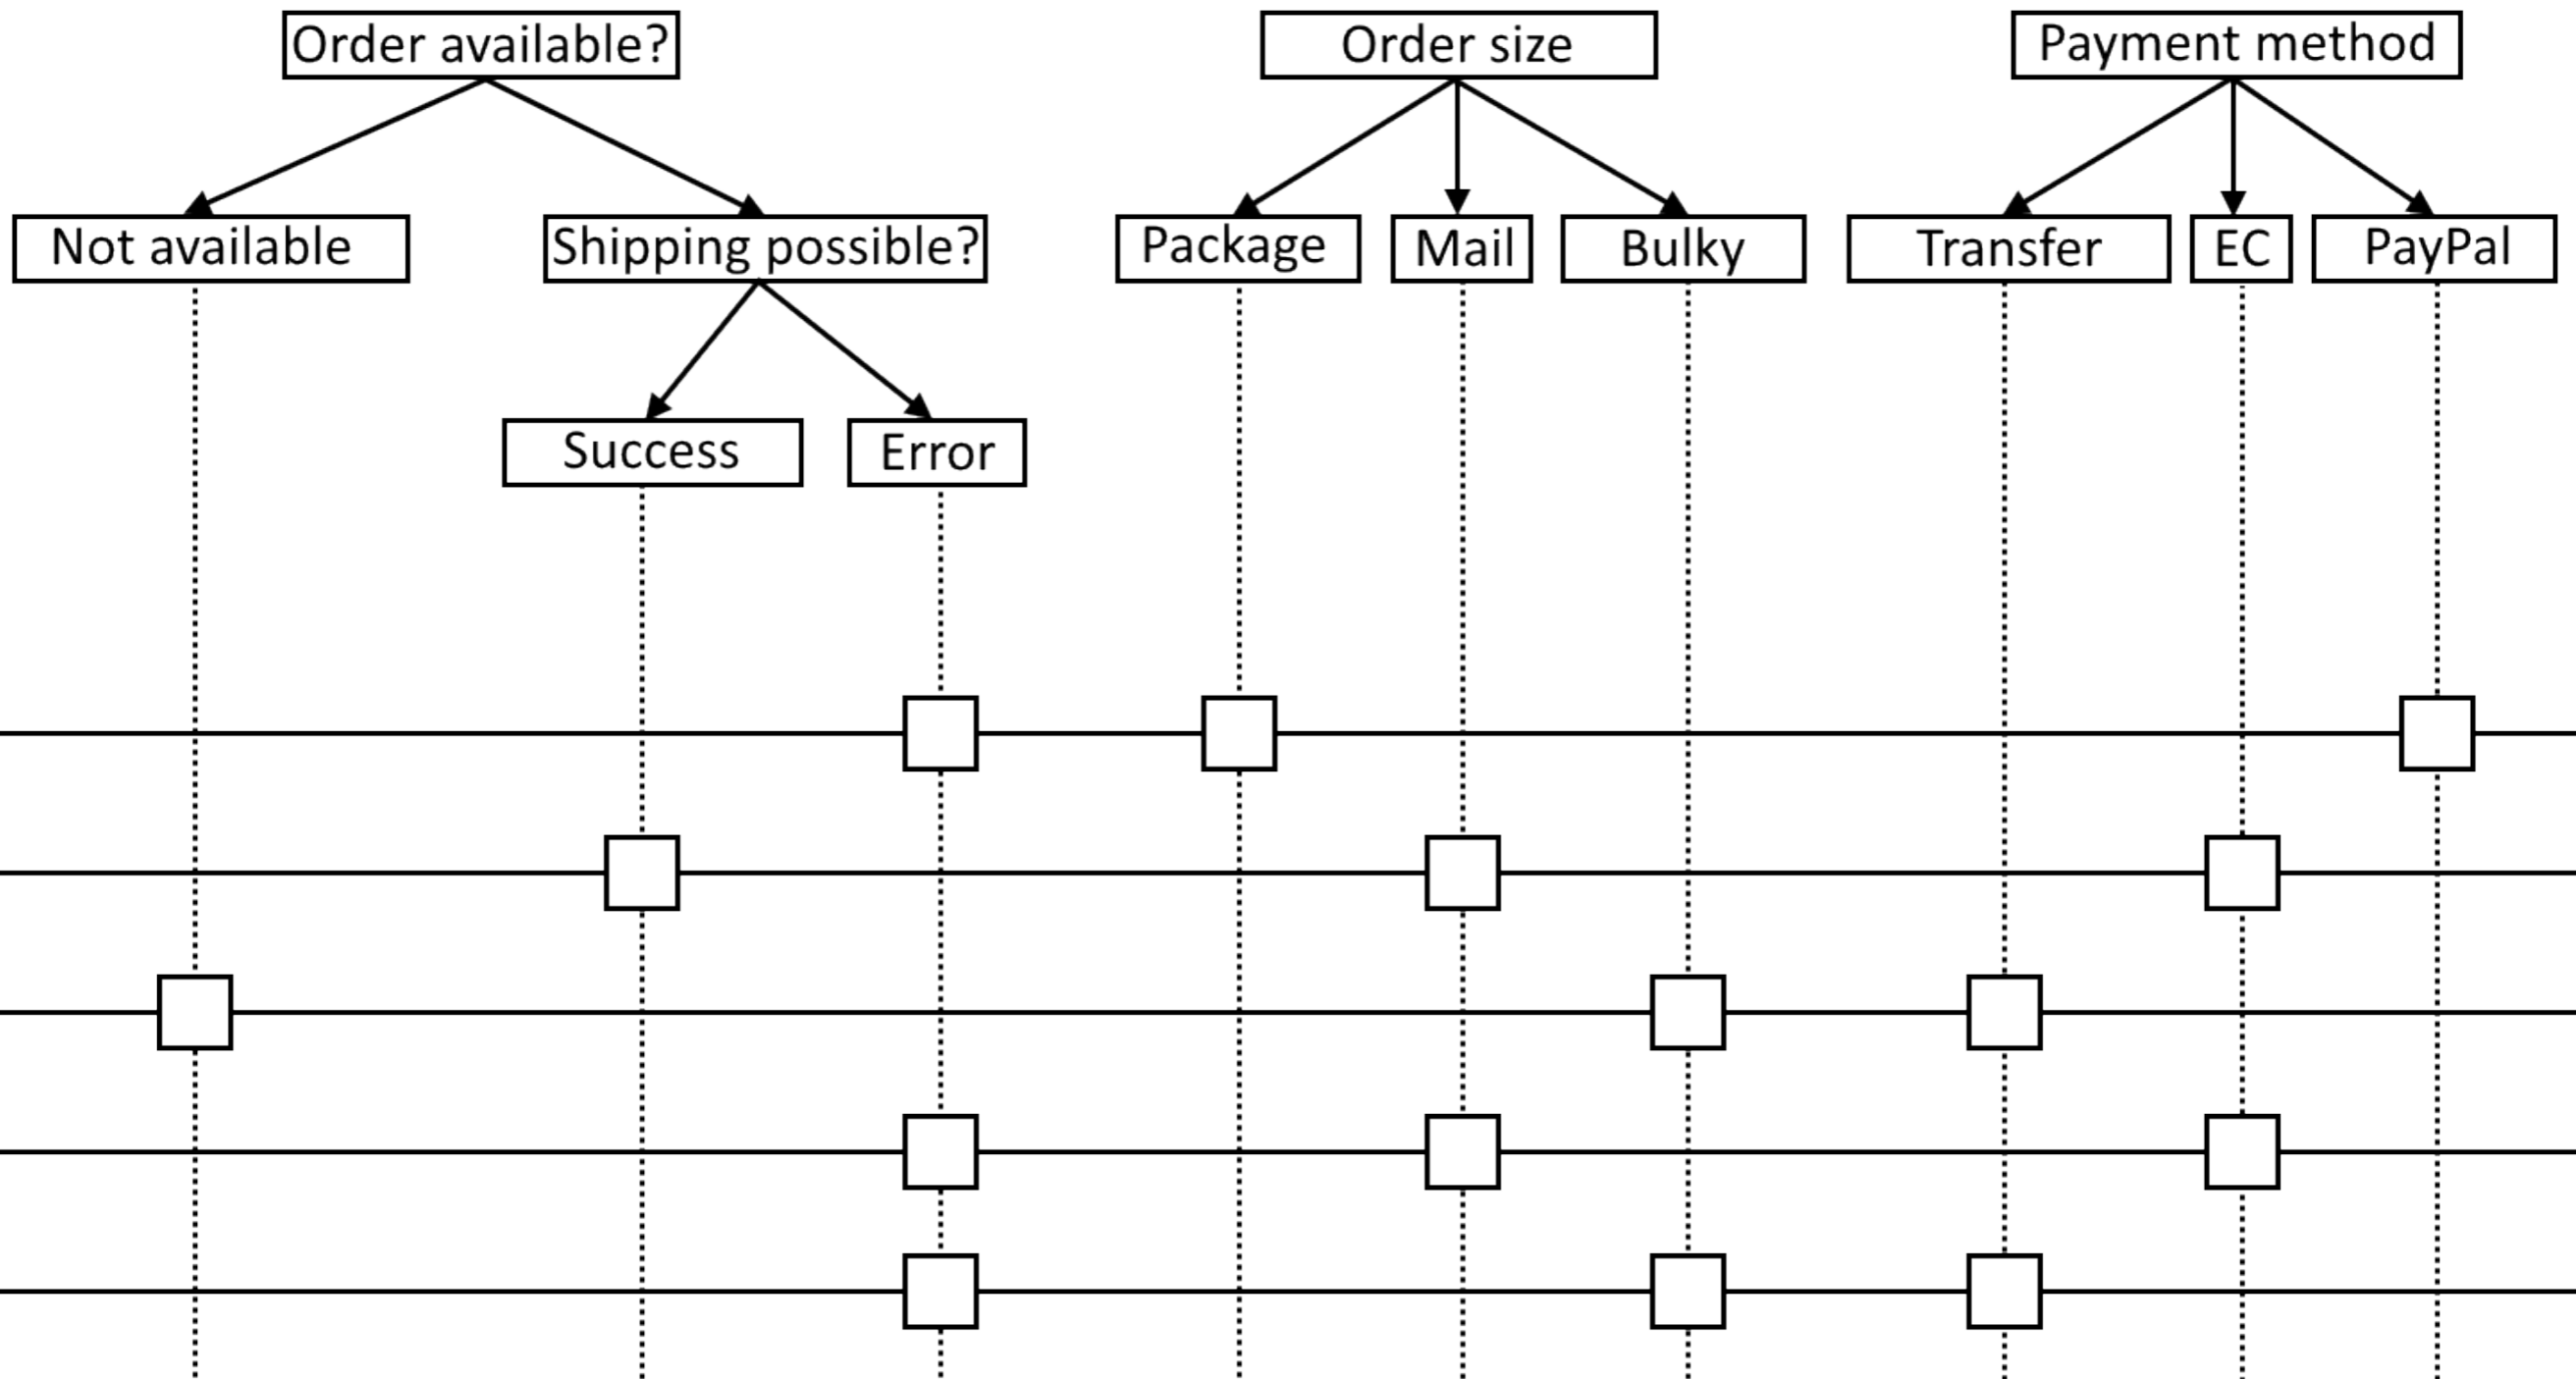 Order available?
Order size
Payment method
Not available
Shipping possible?
Package
Mail
Bulky
Transfer
EC
PayPal
Success
Error